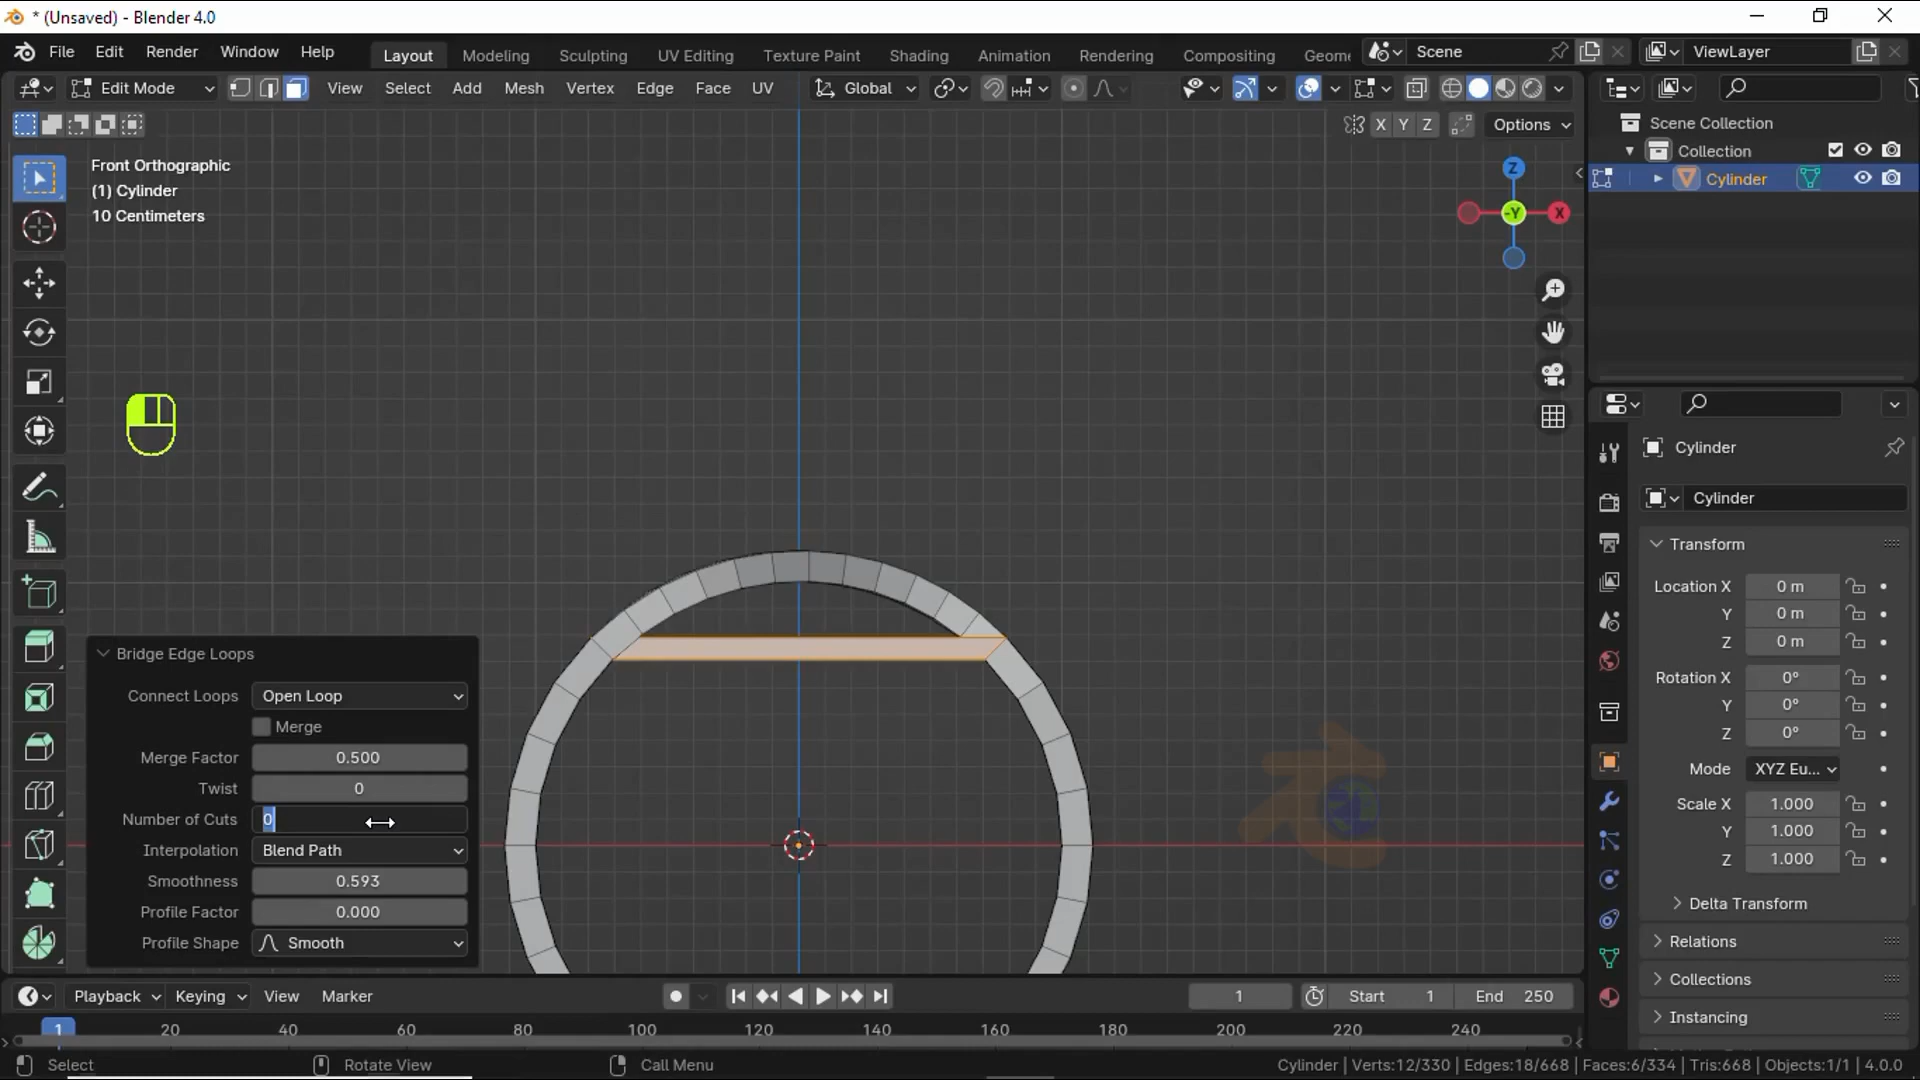 * (Unsaved) - Blender 4.0
File Edit Render Window Help Layout Modeling Sculpting UV Editing Texture Paint Shading Animation Rendering Compositing Geome Scene ViewLayer
Edit Mode View Select Add Mesh Vertex Edge Face UV Global
X Y Z Options
Scene Collection
Collection
Cylinder
Front Orthographic
(1) Cylinder
10 Centimeters
Z
-Y X
Cylinder
Cylinder
Transform
Location X 0 m
Y 0 m
Z 0 m
Rotation X 0°
Y 0°
Z 0°
Mode XYZ Eu...
Scale X 1.000
Y 1.000
Z 1.000
Delta Transform
Relations
Collections
Instancing
Bridge Edge Loops
Connect Loops Open Loop
Merge
Merge Factor 0.500
Twist 0
Number of Cuts 0
Interpolation Blend Path
Smoothness 0.593
Profile Factor 0.000
Profile Shape Smooth
Playback Keying View Marker 1 Start 1 End 250
1 20 40 60 80 100 120 140 160 180 200 220 240
Select Rotate View Call Menu Cylinder | Verts:12/330 | Edges:18/668 | Faces:6/334 | Tris:668 | Objects:1/1 | 4.0.0